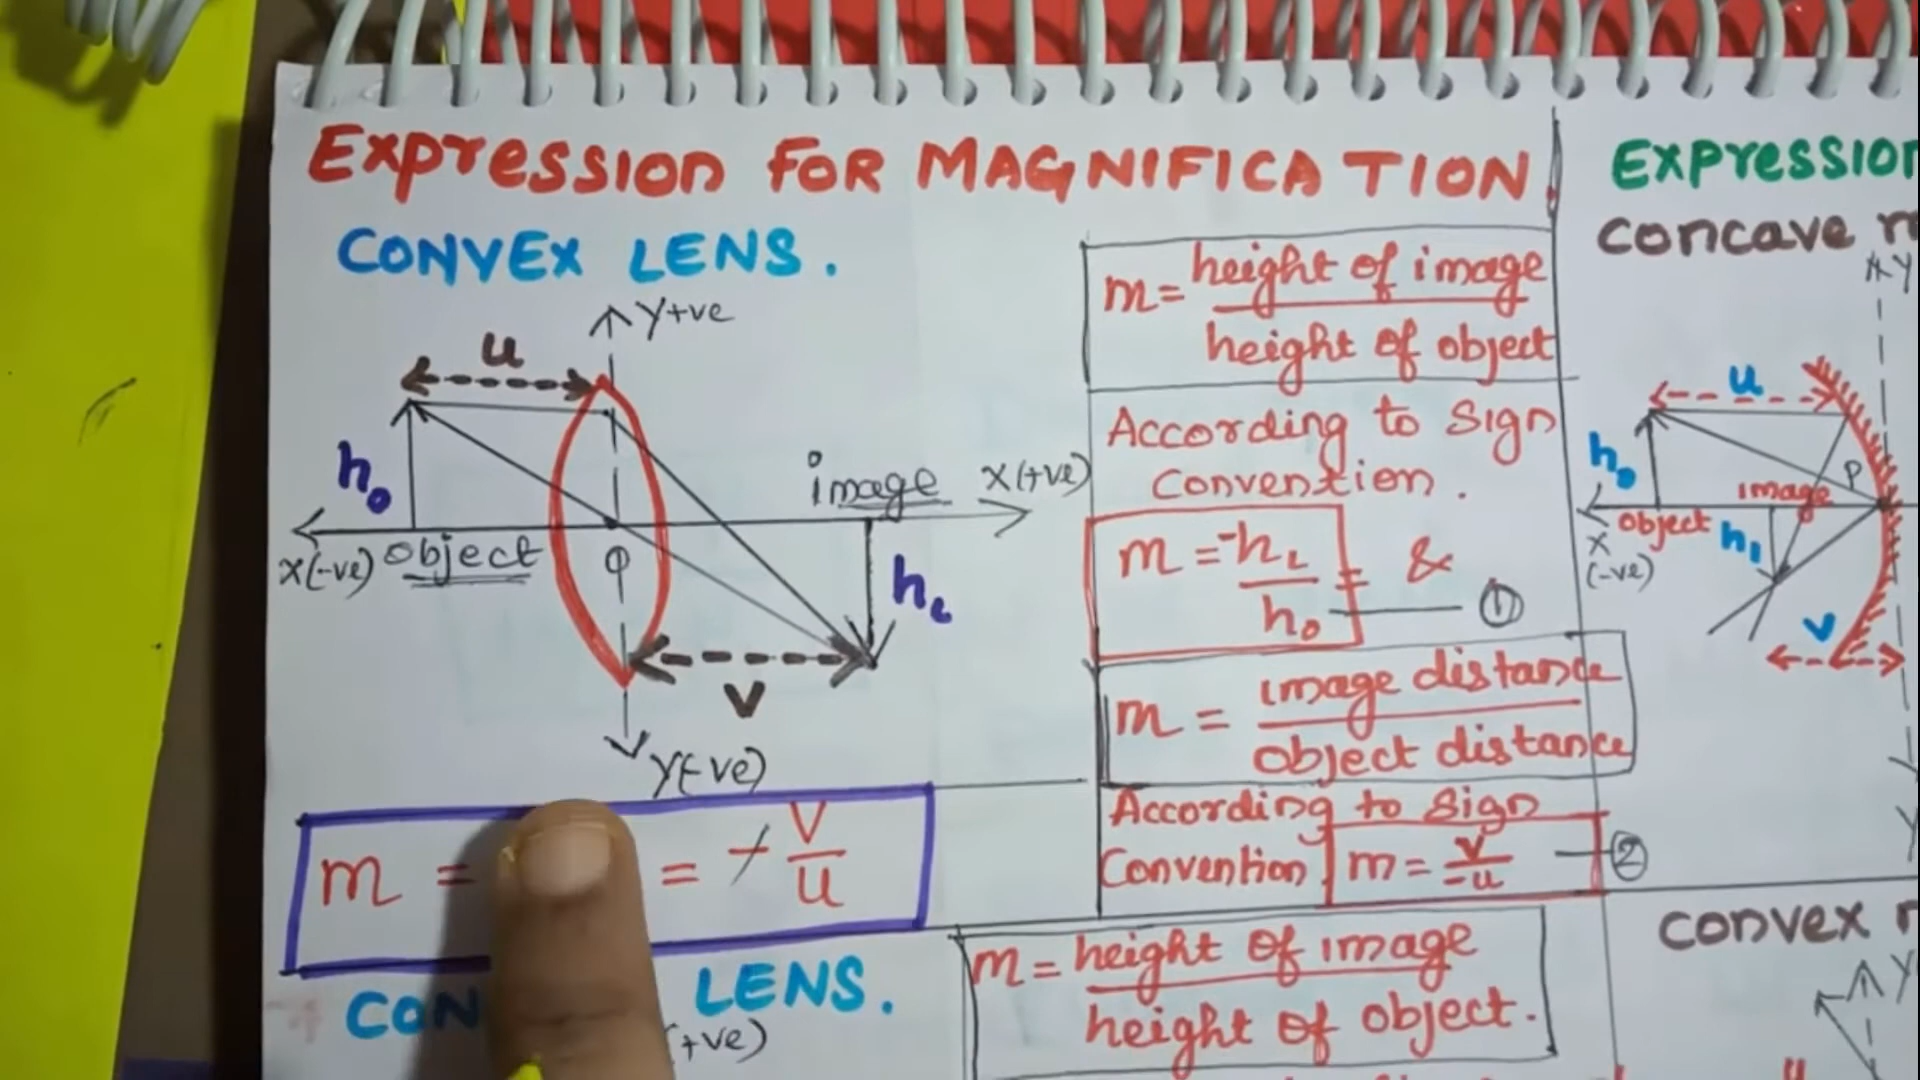 Expression FOR MAGNIFICATION
CONVEX LENS.
Y+ve
u
h₀
image
X(+ve)
X(-ve)
object
hᵢ
v
Y(-ve)
m = = -/ v/u
LENS.
+ve)
m = height of image / height of object
According to Sign
Convention.
m = -hᵢ/h₀ = & ①
m = image distance / object distance
According to Sign
Convention. m = v/-u — ②
m = height of image / height of object.
Expression
concave
u
h₀
P
image
object
h₁
X
(-ve)
v
convex
Y
u